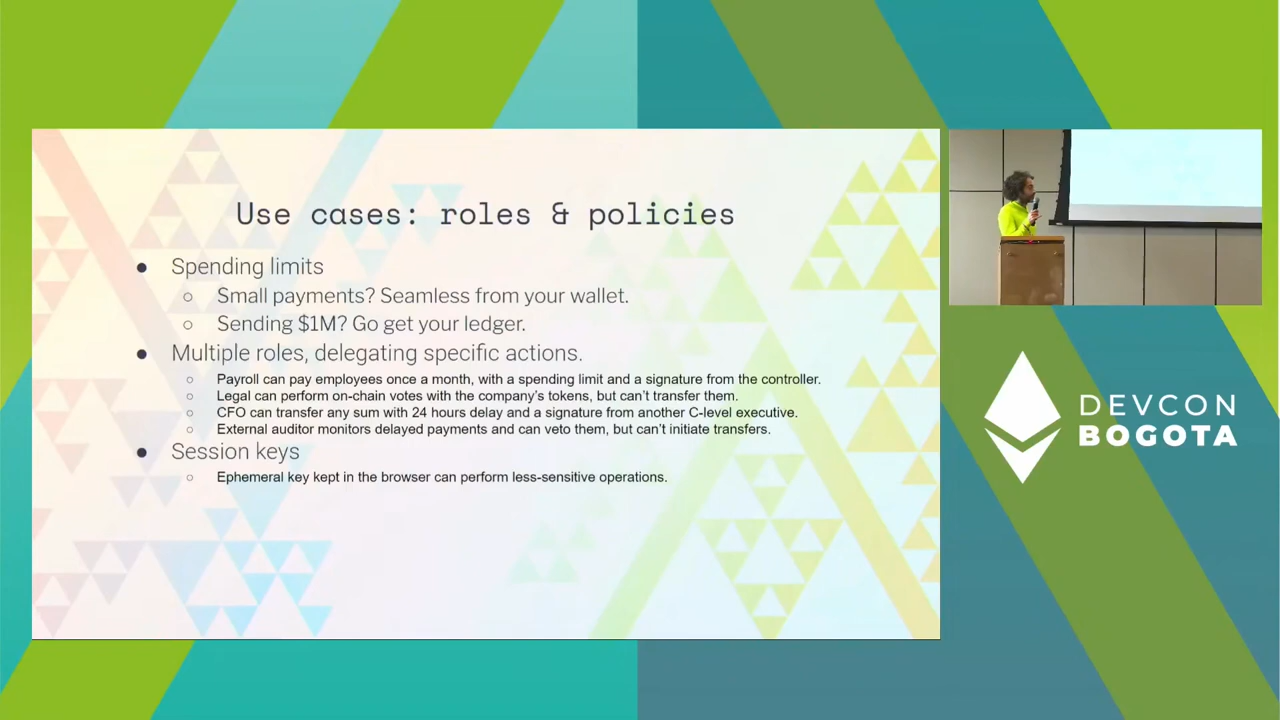 Use cases: roles & policies
● Spending limits
○ Small payments? Seamless from your wallet.
○ Sending $1M? Go get your ledger.
● Multiple roles, delegating specific actions.
○ Payroll can pay employees once a month, with a spending limit and a signature from the controller.
○ Legal can perform on-chain votes with the company's tokens, but can't transfer them.
○ CFO can transfer any sum with 24 hours delay and a signature from another C-level executive.
○ External auditor monitors delayed payments and can veto them, but can't initiate transfers.
● Session keys
○ Ephemeral key kept in the browser can perform less-sensitive operations.
DEVCON
BOGOTA